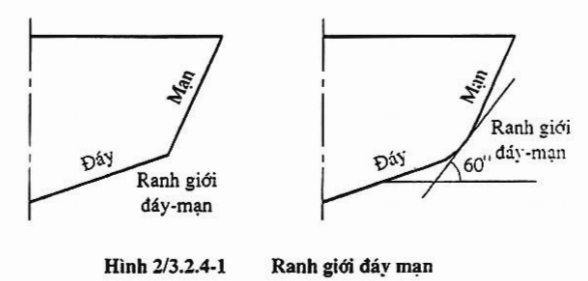 Mạn
Đáy
Ranh giới
đáy-mạn
Mạn
Ranh giới
đáy-mạn
Đáy
60"
Hình 2/3.2.4-1 Ranh giới đáy mạn